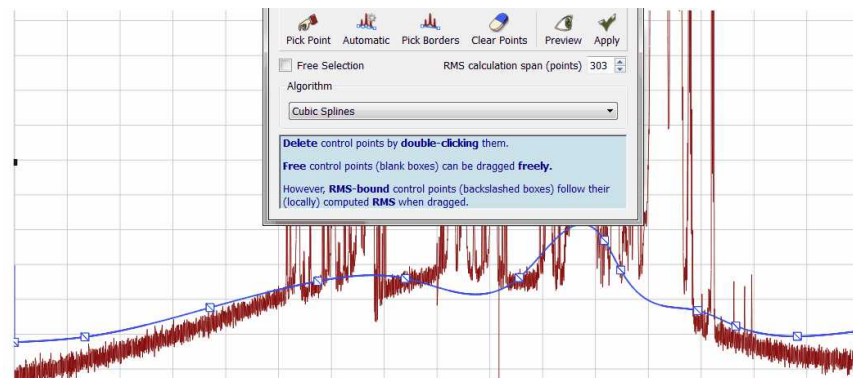 Pick Point Automatic Pick Borders Clear Points Preview Apply
Free Selection RMS calculation span (points) 303
Algorithm
Cubic Splines
Delete control points by double-clicking them.
Free control points (blank boxes) can be dragged freely.
However, RMS-bound control points (backslashed boxes) follow their
(locally) computed RMS when dragged.